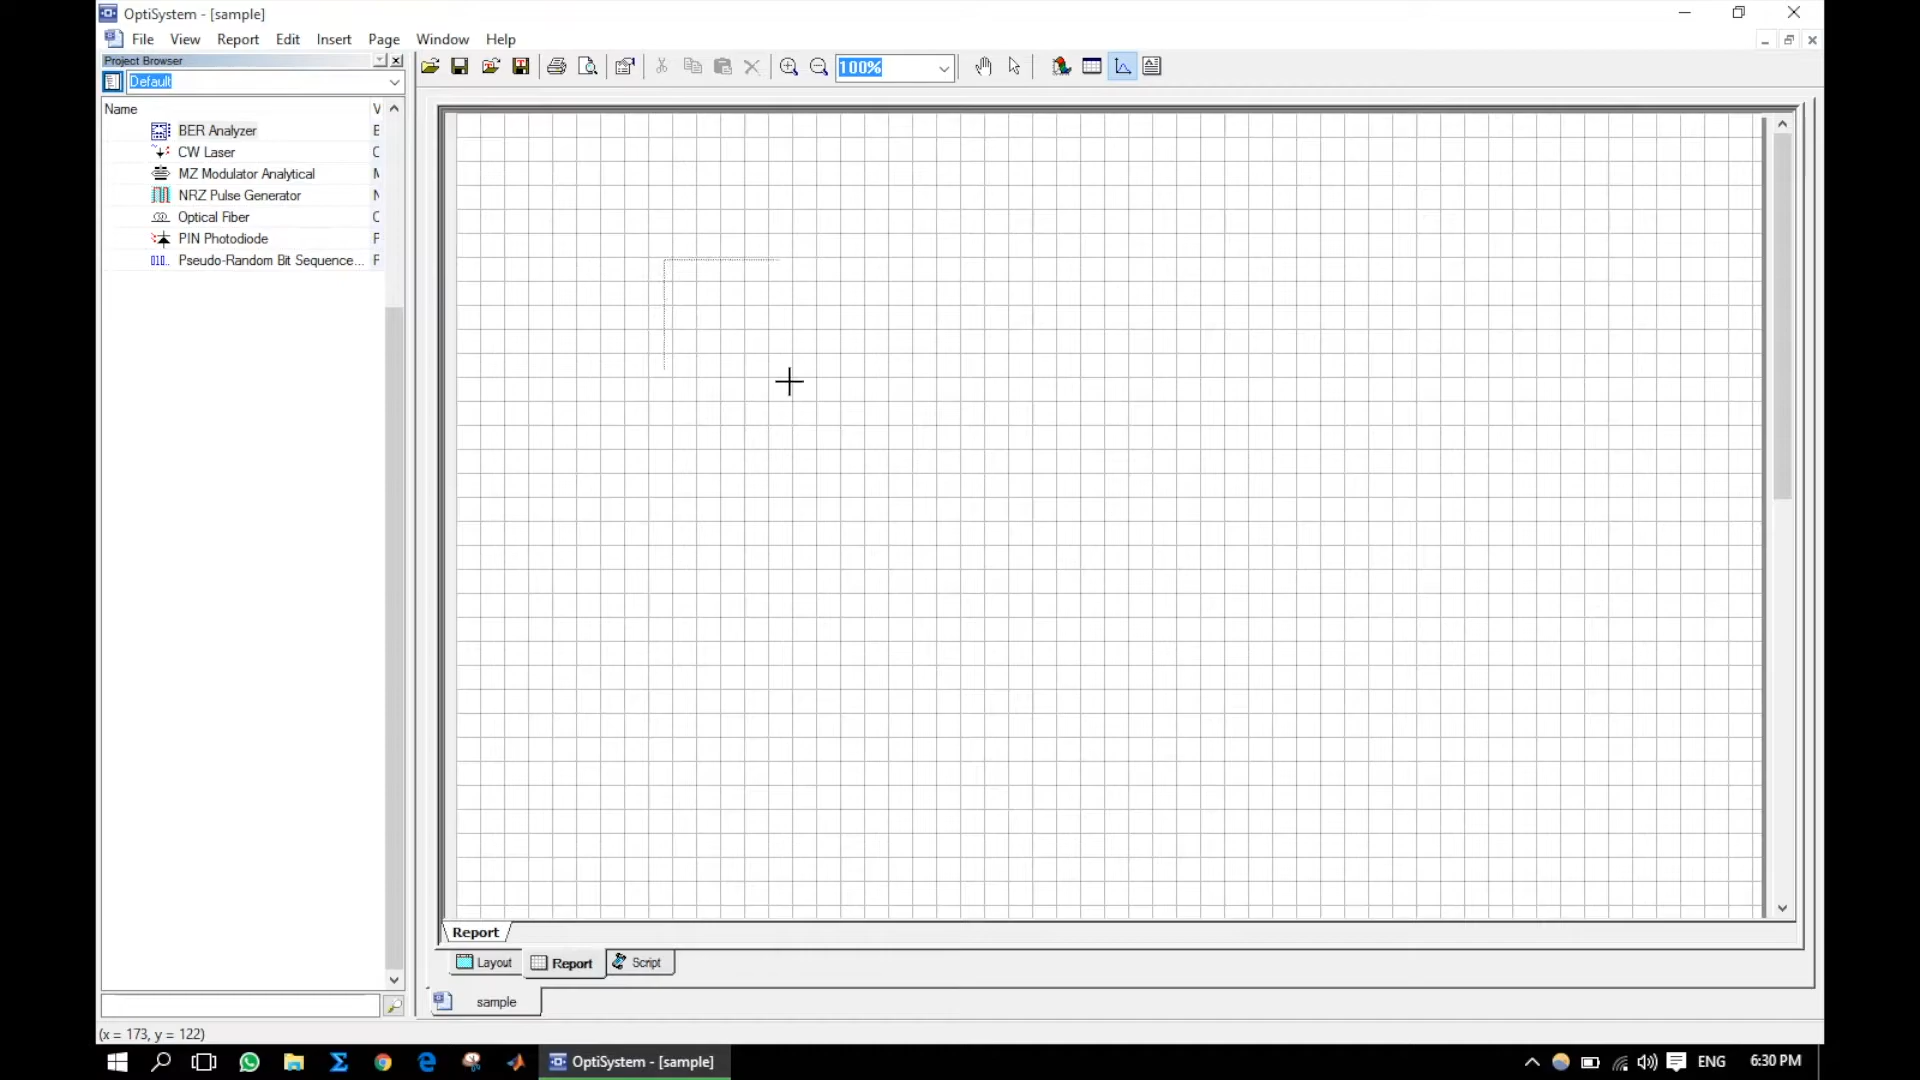 OptiSystem - [sample]
File View Report Edit Insert Page Window Help
Project Browser
Default
100%
Name V
BER Analyzer E
CW Laser C
MZ Modulator Analytical M
NRZ Pulse Generator N
Optical Fiber C
PIN Photodiode F
010.. Pseudo-Random Bit Sequence... F
Report
Layout Report Script
sample
(x = 173, y = 122)
OptiSystem - [sample] ENG 6:30 PM